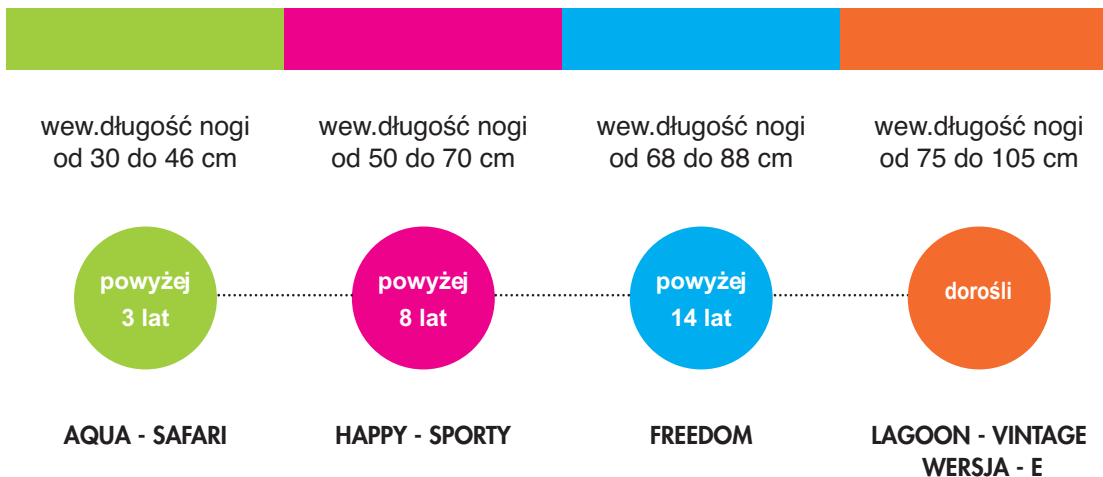 wew.długość nogi
od 30 do 46 cm
wew.długość nogi
od 50 do 70 cm
wew.długość nogi
od 68 do 88 cm
wew.długość nogi
od 75 do 105 cm
powyżej
3 lat
powyżej
8 lat
powyżej
14 lat
dorośli
AQUA - SAFARI
HAPPY - SPORTY
FREEDOM
LAGOON - VINTAGE
WERSJA - E